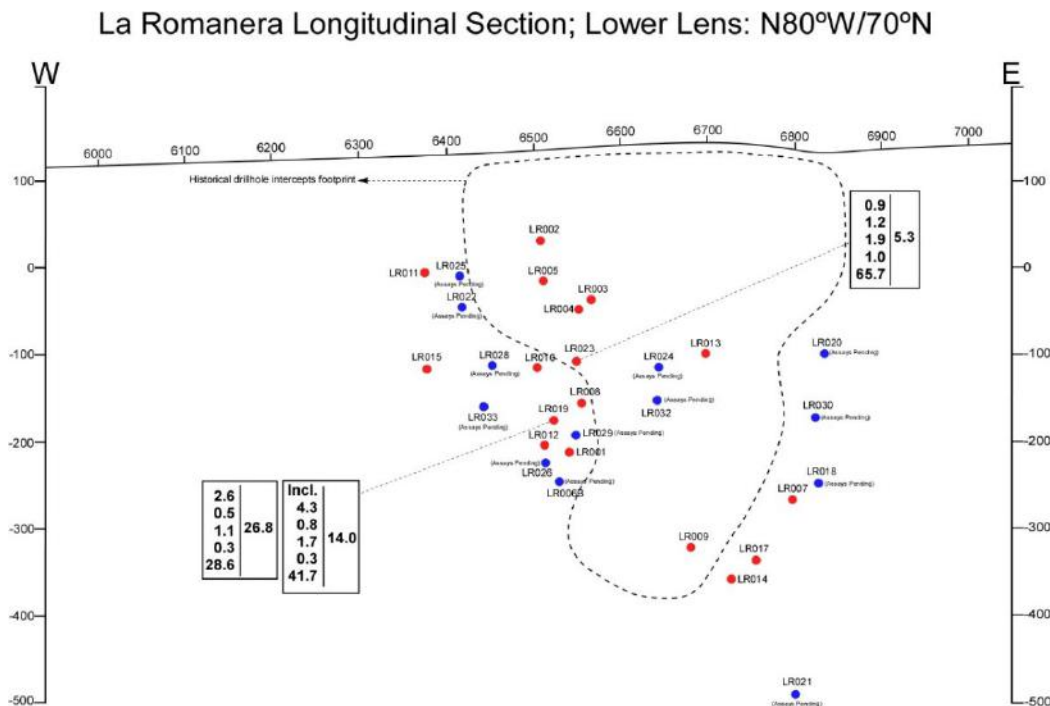 La Romanera Longitudinal Section; Lower Lens: N80ºW/70ºN
W
E
6000
6100
6200
6300
6400
6500
6600
6700
6800
6900
7000
100
0
-100
-200
-300
-400
-500
100
0
-100
-200
-300
-400
-500
Historical drillhole intercepts footprint
0.9
1.2
1.9
1.0
65.7
5.3
LR002
LR011
LR025
(Assays Pending)
LR005
LR022
(Assays Pending)
LR003
LR004
LR015
LR028
(Assays Pending)
LR010
LR023
LR024
(Assays Pending)
LR013
LR020
(Assays Pending)
LR033
(Assays Pending)
LR008
LR019
LR032
(Assays Pending)
LR030
(Assays Pending)
LR012
LR029 (Assays Pending)
LR001
(Assays Pending)
LR026
(Assays Pending)
LR006B
LR018
(Assays Pending)
LR007
2.6
0.5
1.1
0.3
28.6
26.8
Incl.
4.3
0.8
1.7
0.3
41.7
14.0
LR009
LR017
LR014
LR021
(Assays Pending)